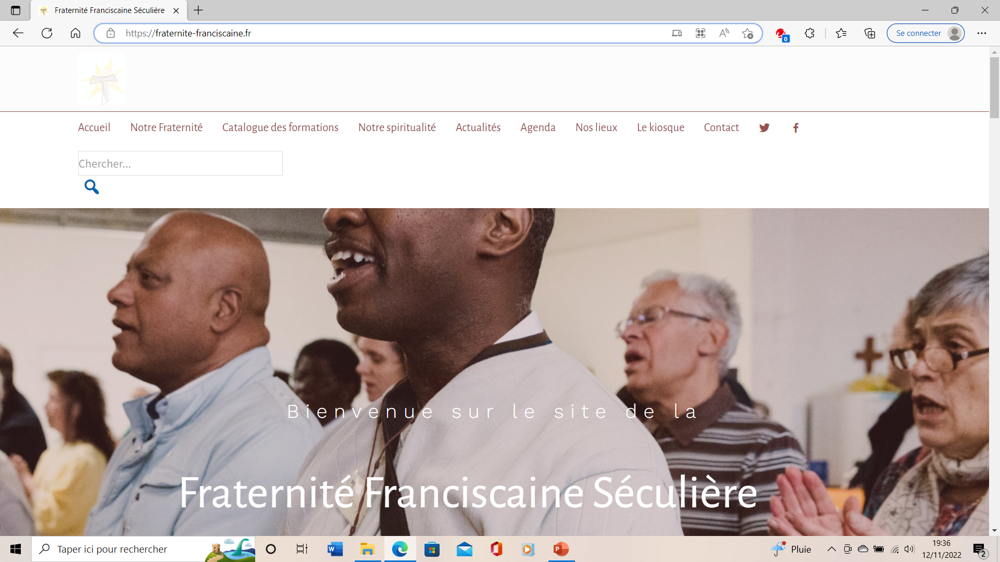 Fraternité Franciscaine Séculière
https://fraternite-franciscaine.fr
0
Se connecter
Accueil Notre Fraternité Catalogue des formations Notre spiritualité Actualités Agenda Nos lieux Le kiosque Contact
Chercher...
Bienvenue sur le site de la
Fraternité Franciscaine Séculière
Taper ici pour rechercher
Pluie
19:36
12/11/2022
2